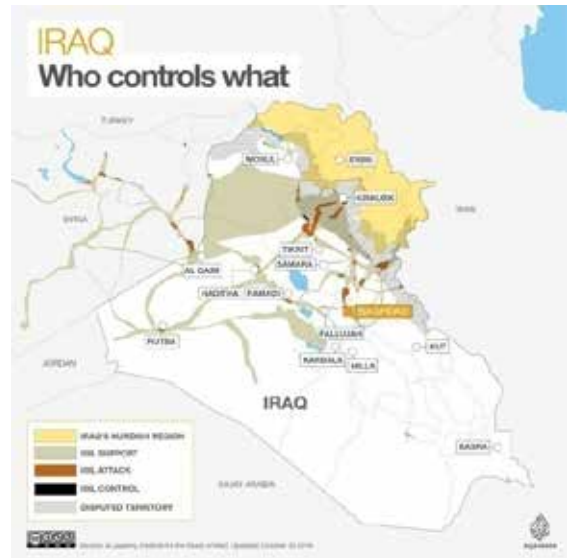 IRAQ
Who controls what
TURKEY
MOSUL
ERBIL
KIRKUK
SYRIA
IRAN
TIKRIT
SAMARA
AL QAIM
HADITHA
RAMADI
BAGHDAD
FALLUJAH
RUTBA
KUT
KARBALA
HILLA
JORDAN
IRAQ
IRAQ'S KURDISH REGION
ISIL SUPPORT
ISIL ATTACK
ISIL CONTROL
DISPUTED TERRITORY
BASRA
SAUDI ARABIA
ALJAZEERA